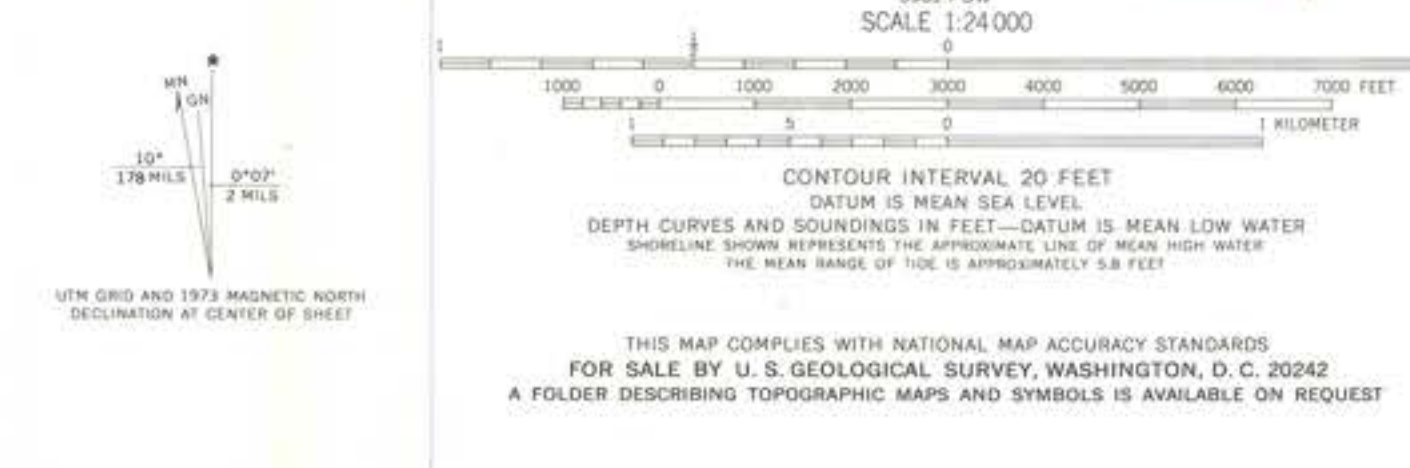 SCALE 1:24 000
1 ½ 0
1000 0 1000 2000 3000 4000 5000 6000 7000 FEET
1 5 0 1 KILOMETER
CONTOUR INTERVAL 20 FEET
DATUM IS MEAN SEA LEVEL
DEPTH CURVES AND SOUNDINGS IN FEET—DATUM IS MEAN LOW WATER
SHORELINE SHOWN REPRESENTS THE APPROXIMATE LINE OF MEAN HIGH WATER
THE MEAN RANGE OF TIDE IS APPROXIMATELY 5.8 FEET
THIS MAP COMPLIES WITH NATIONAL MAP ACCURACY STANDARDS
FOR SALE BY U. S. GEOLOGICAL SURVEY, WASHINGTON, D. C. 20242
A FOLDER DESCRIBING TOPOGRAPHIC MAPS AND SYMBOLS IS AVAILABLE ON REQUEST
MN
GN
10°
178 MILS
0°07'
2 MILS
UTM GRID AND 1973 MAGNETIC NORTH
DECLINATION AT CENTER OF SHEET